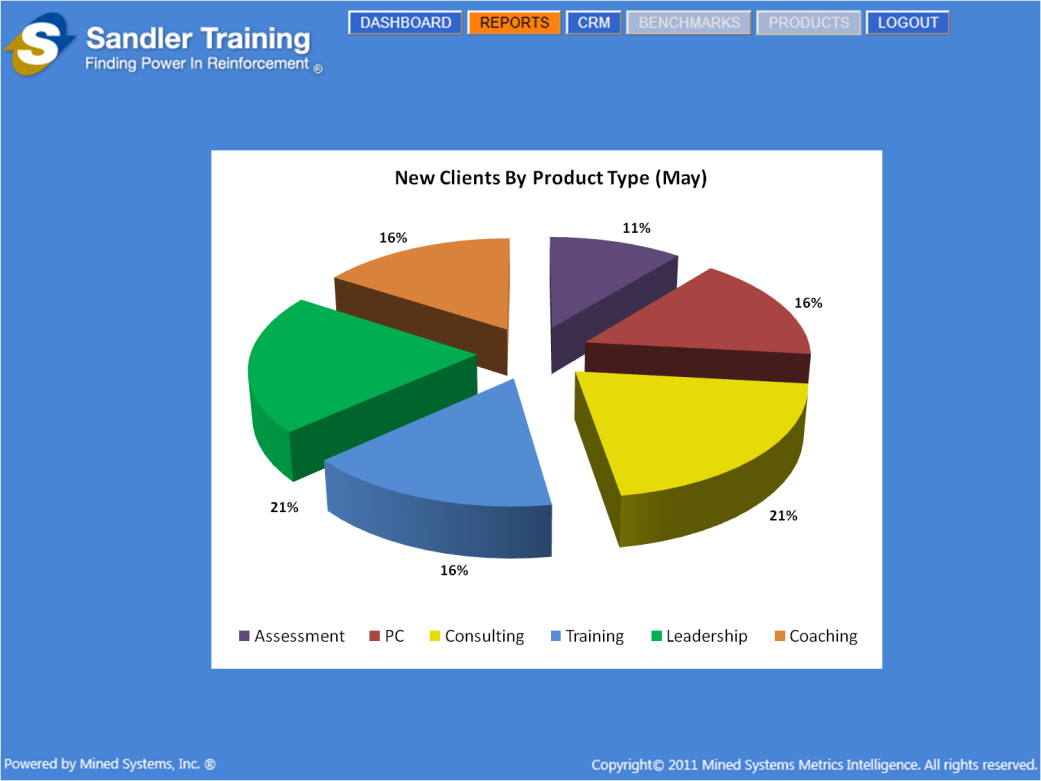 DASHBOARD REPORTS CRM BENCHMARKS PRODUCTS LOGOUT
S
Sandler Training
Finding Power In Reinforcement ®
New Clients By Product Type (May)
11%
16%
16%
21%
21%
16%
Assessment PC Consulting Training Leadership Coaching
Powered by Mined Systems, Inc. ®
Copyright© 2011 Mined Systems Metrics Intelligence. All rights reserved.